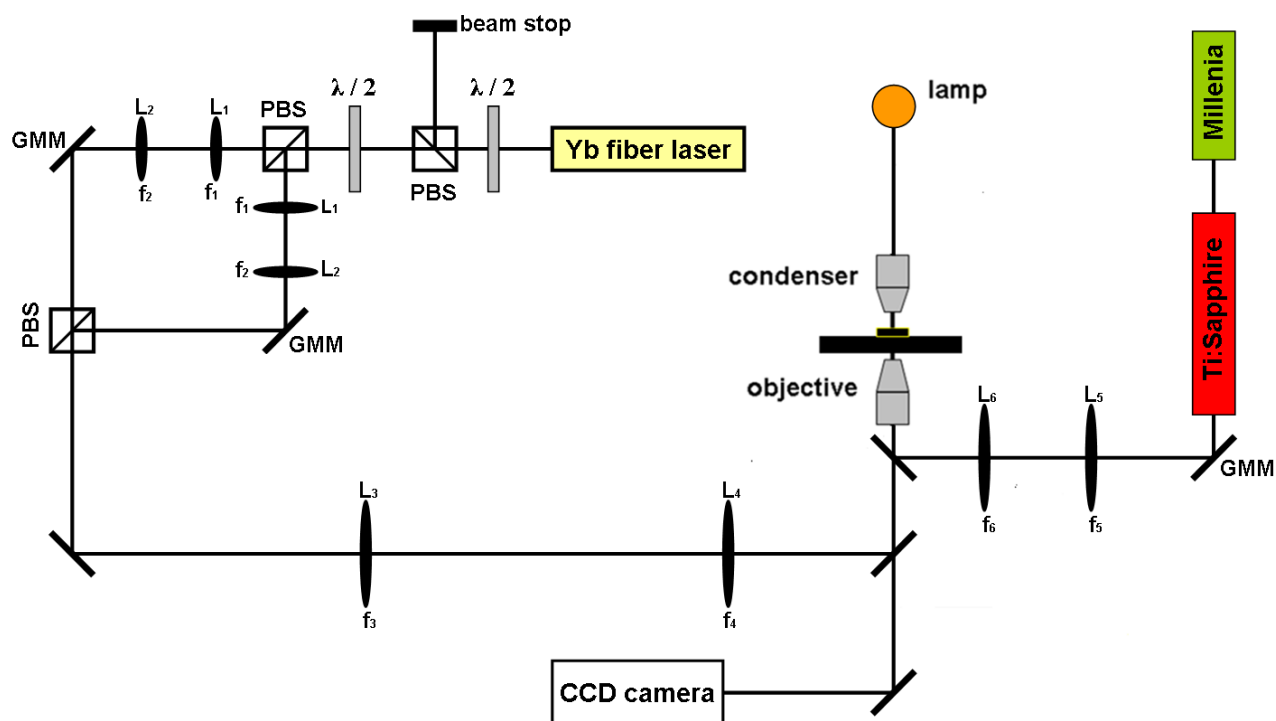 beam stop
λ / 2
λ / 2
PBS
L₂
L₁
GMM
f₂
f₁
PBS
Yb fiber laser
lamp
Millenia
f₁
L₁
f₂
L₂
GMM
PBS
condenser
objective
Ti:Sapphire
L₆
L₅
f₆
f₅
GMM
L₃
L₄
f₃
f₄
CCD camera